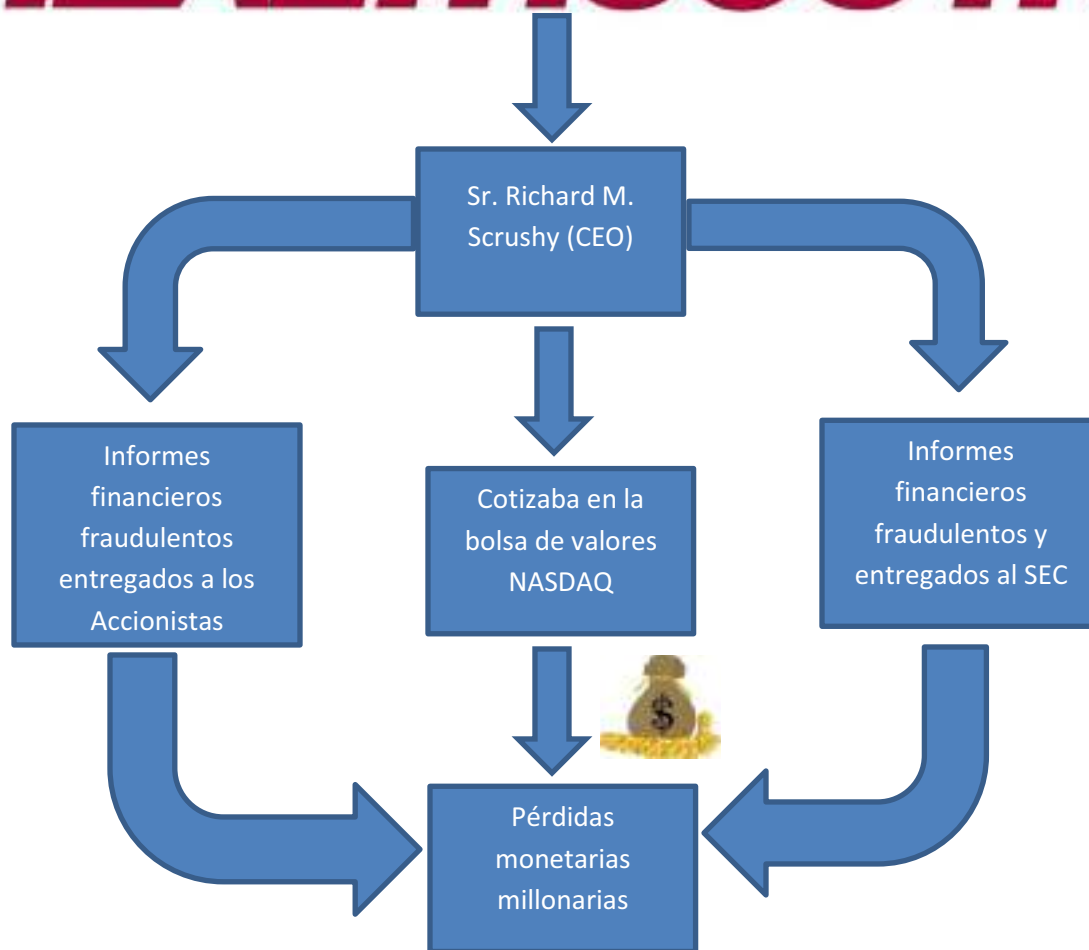 Sr. Richard M.
Scrushy (CEO)
Informes
financieros
fraudulentos
entregados a los
Accionistas
Cotizaba en la
bolsa de valores
NASDAQ
Informes
financieros
fraudulentos y
entregados al SEC
$
Pérdidas
monetarias
millonarias